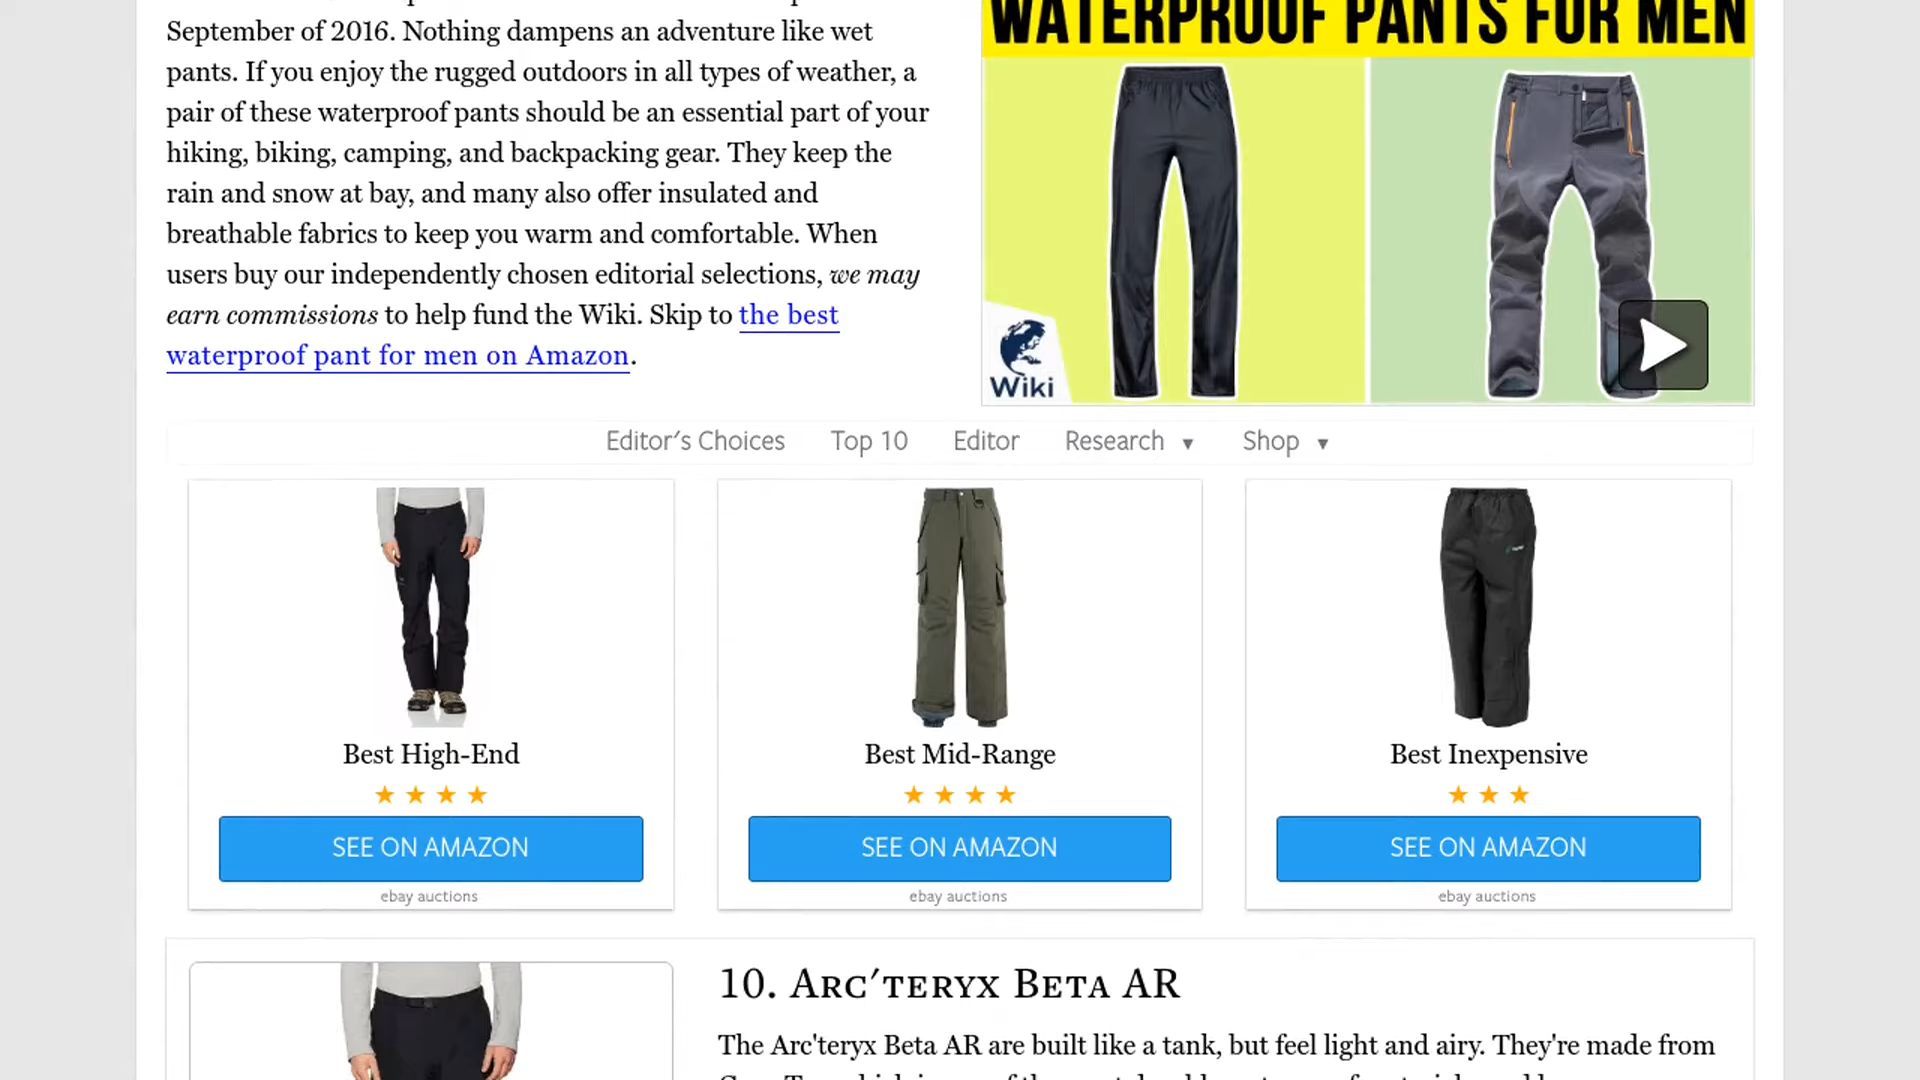 September of 2016. Nothing dampens an adventure like wet
pants. If you enjoy the rugged outdoors in all types of weather, a
pair of these waterproof pants should be an essential part of your
hiking, biking, camping, and backpacking gear. They keep the
rain and snow at bay, and many also offer insulated and
breathable fabrics to keep you warm and comfortable. When
users buy our independently chosen editorial selections, we may
earn commissions to help fund the Wiki. Skip to the best
waterproof pant for men on Amazon.
WATERPROOF PANTS FOR MEN
Wiki
Editor's Choices Top 10 Editor Research ▼ Shop ▼
Best High-End
★ ★ ★ ★
SEE ON AMAZON
ebay auctions
Best Mid-Range
★ ★ ★ ★
SEE ON AMAZON
ebay auctions
Best Inexpensive
★ ★ ★
SEE ON AMAZON
ebay auctions
10. Arc'teryx Beta AR
The Arc'teryx Beta AR are built like a tank, but feel light and airy. They're made from